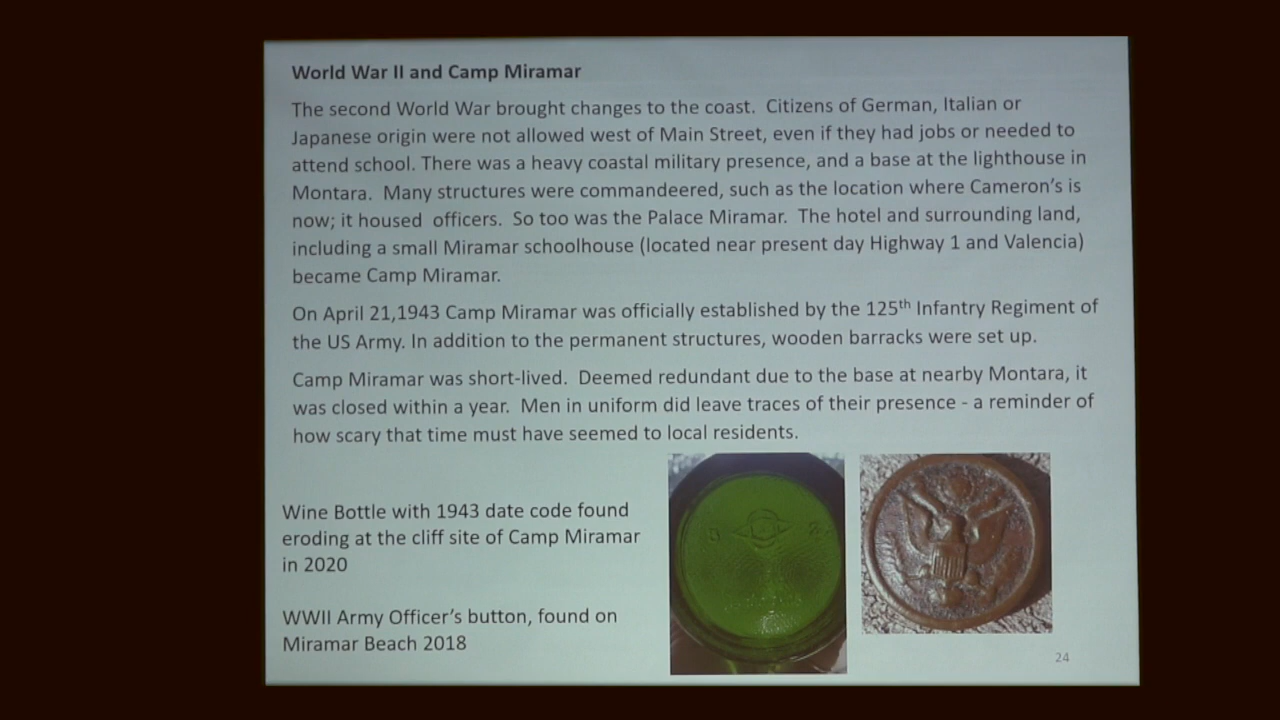 World War II and Camp Miramar
The second World War brought changes to the coast. Citizens of German, Italian or
Japanese origin were not allowed west of Main Street, even if they had jobs or needed to
attend school. There was a heavy coastal military presence, and a base at the lighthouse in
Montara. Many structures were commandeered, such as the location where Cameron's is
now; it housed officers. So too was the Palace Miramar. The hotel and surrounding land,
including a small Miramar schoolhouse (located near present day Highway 1 and Valencia)
became Camp Miramar.
On April 21,1943 Camp Miramar was officially established by the 125th Infantry Regiment of
the US Army. In addition to the permanent structures, wooden barracks were set up.
Camp Miramar was short-lived. Deemed redundant due to the base at nearby Montara, it
was closed within a year. Men in uniform did leave traces of their presence - a reminder of
how scary that time must have seemed to local residents.
Wine Bottle with 1943 date code found
eroding at the cliff site of Camp Miramar
in 2020
WWII Army Officer's button, found on
Miramar Beach 2018
24